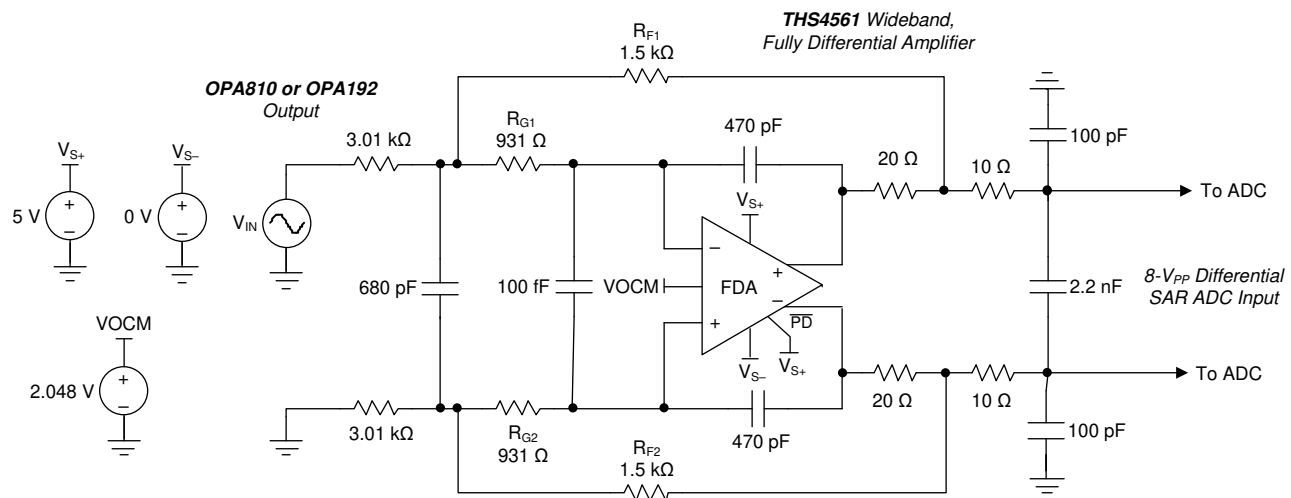 THS4561 Wideband,
Fully Differential Amplifier
RF1
1.5 kΩ
OPA810 or OPA192
Output
3.01 kΩ
RG1
931 Ω
470 pF
20 Ω
10 Ω
100 pF
VS+
5 V
VS–
0 V
VIN
VS+
To ADC
680 pF
100 fF
VOCM
FDA
PD
VS–
VS+
2.2 nF
8-VPP Differential
SAR ADC Input
VOCM
2.048 V
To ADC
20 Ω
10 Ω
3.01 kΩ
RG2
931 Ω
470 pF
100 pF
RF2
1.5 kΩ